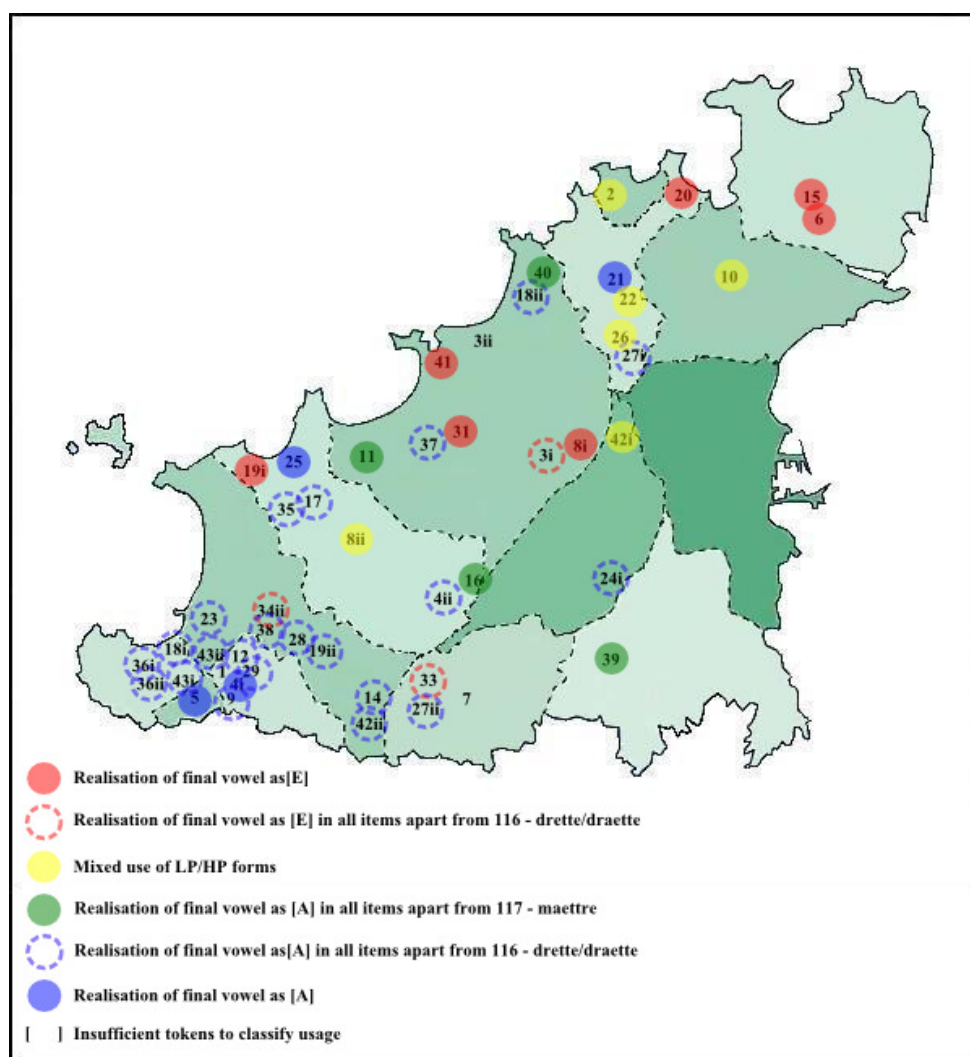 2
20
15
6
40
21
10
18ii
22
3ii
26
27i
41
31
42i
37
8i
3i
11
25
19i
17
35
8ii
16
24i
4ii
34ii
23
38
28
18i
43ii
12
19ii
39
36i
1
29
33
36ii
43i
4i
5
9
14
7
27ii
42ii
Realisation of final vowel as[E]
Realisation of final vowel as [E] in all items apart from 116 - drette/draette
Mixed use of LP/HP forms
Realisation of final vowel as [A] in all items apart from 117 - maettre
Realisation of final vowel as[A] in all items apart from 116 - drette/draette
Realisation of final vowel as [A]
[ ] Insufficient tokens to classify usage